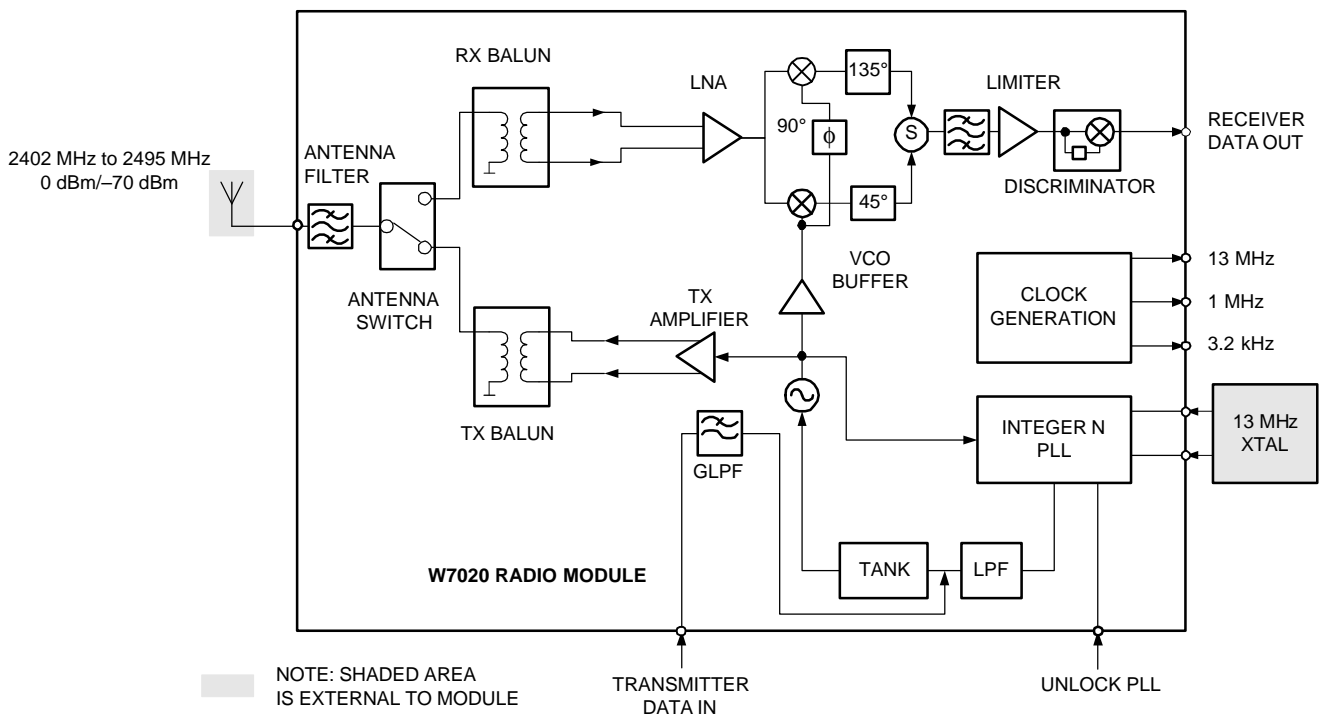 RX BALUN
LNA
135°
LIMITER
90°
ϕ
S
RECEIVER
DATA OUT
2402 MHz to 2495 MHz
0 dBm/–70 dBm
ANTENNA
FILTER
DISCRIMINATOR
45°
ANTENNA
SWITCH
TX
AMPLIFIER
VCO
BUFFER
CLOCK
GENERATION
13 MHz
1 MHz
3.2 kHz
TX BALUN
GLPF
INTEGER N
PLL
13 MHz
XTAL
W7020 RADIO MODULE
TANK
LPF
NOTE: SHADED AREA
IS EXTERNAL TO MODULE
TRANSMITTER
DATA IN
UNLOCK PLL